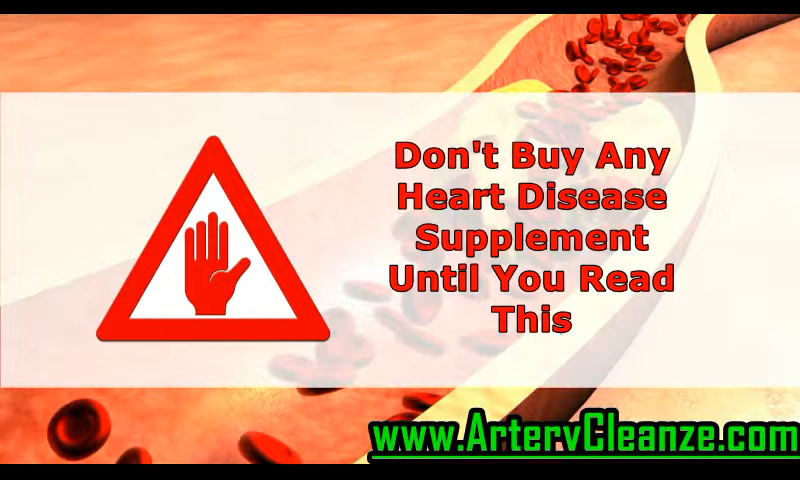 Don't Buy Any
Heart Disease
Supplement
Until You Read
This
www.ArtervCleanze.com